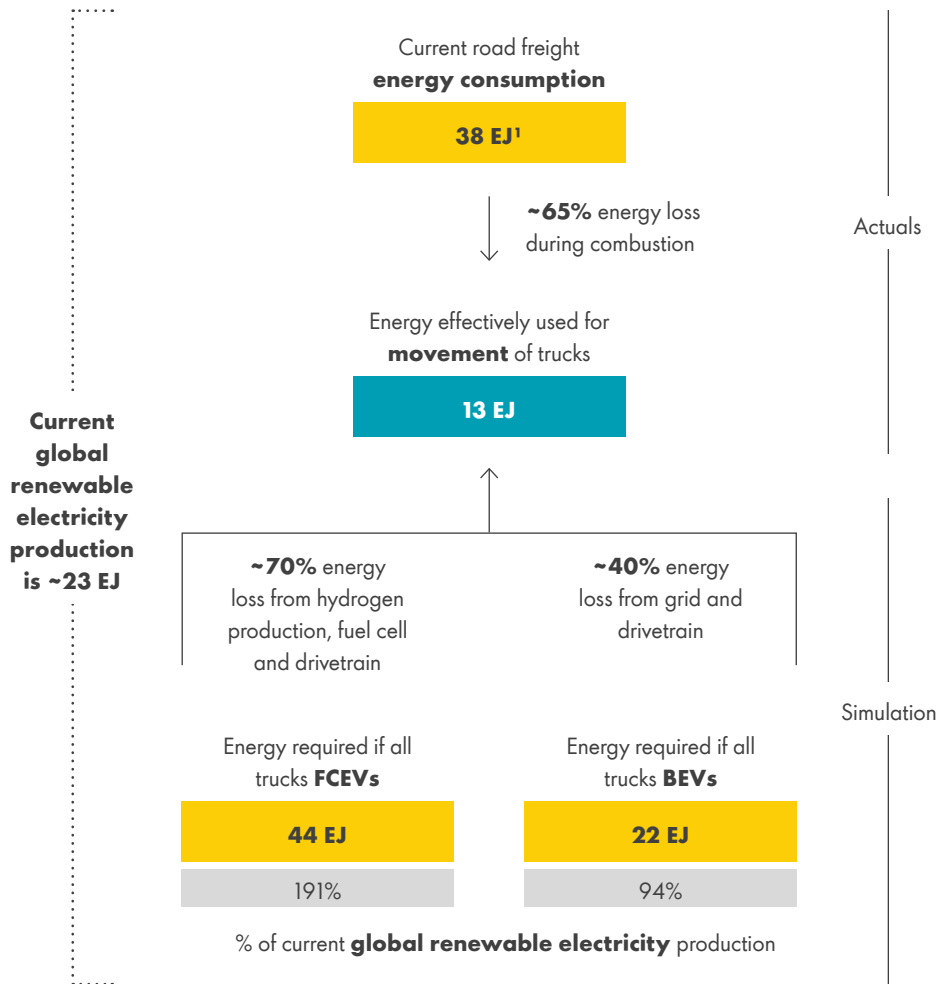 Current road freight
energy consumption
38 EJ¹
~65% energy loss
during combustion
Actuals
Energy effectively used for
movement of trucks
13 EJ
Current
global
renewable
electricity
production
is ~23 EJ
~70% energy
loss from hydrogen
production, fuel cell
and drivetrain
~40% energy
loss from grid and
drivetrain
Simulation
Energy required if all
trucks FCEVs
44 EJ
191%
Energy required if all
trucks BEVs
22 EJ
94%
% of current global renewable electricity production